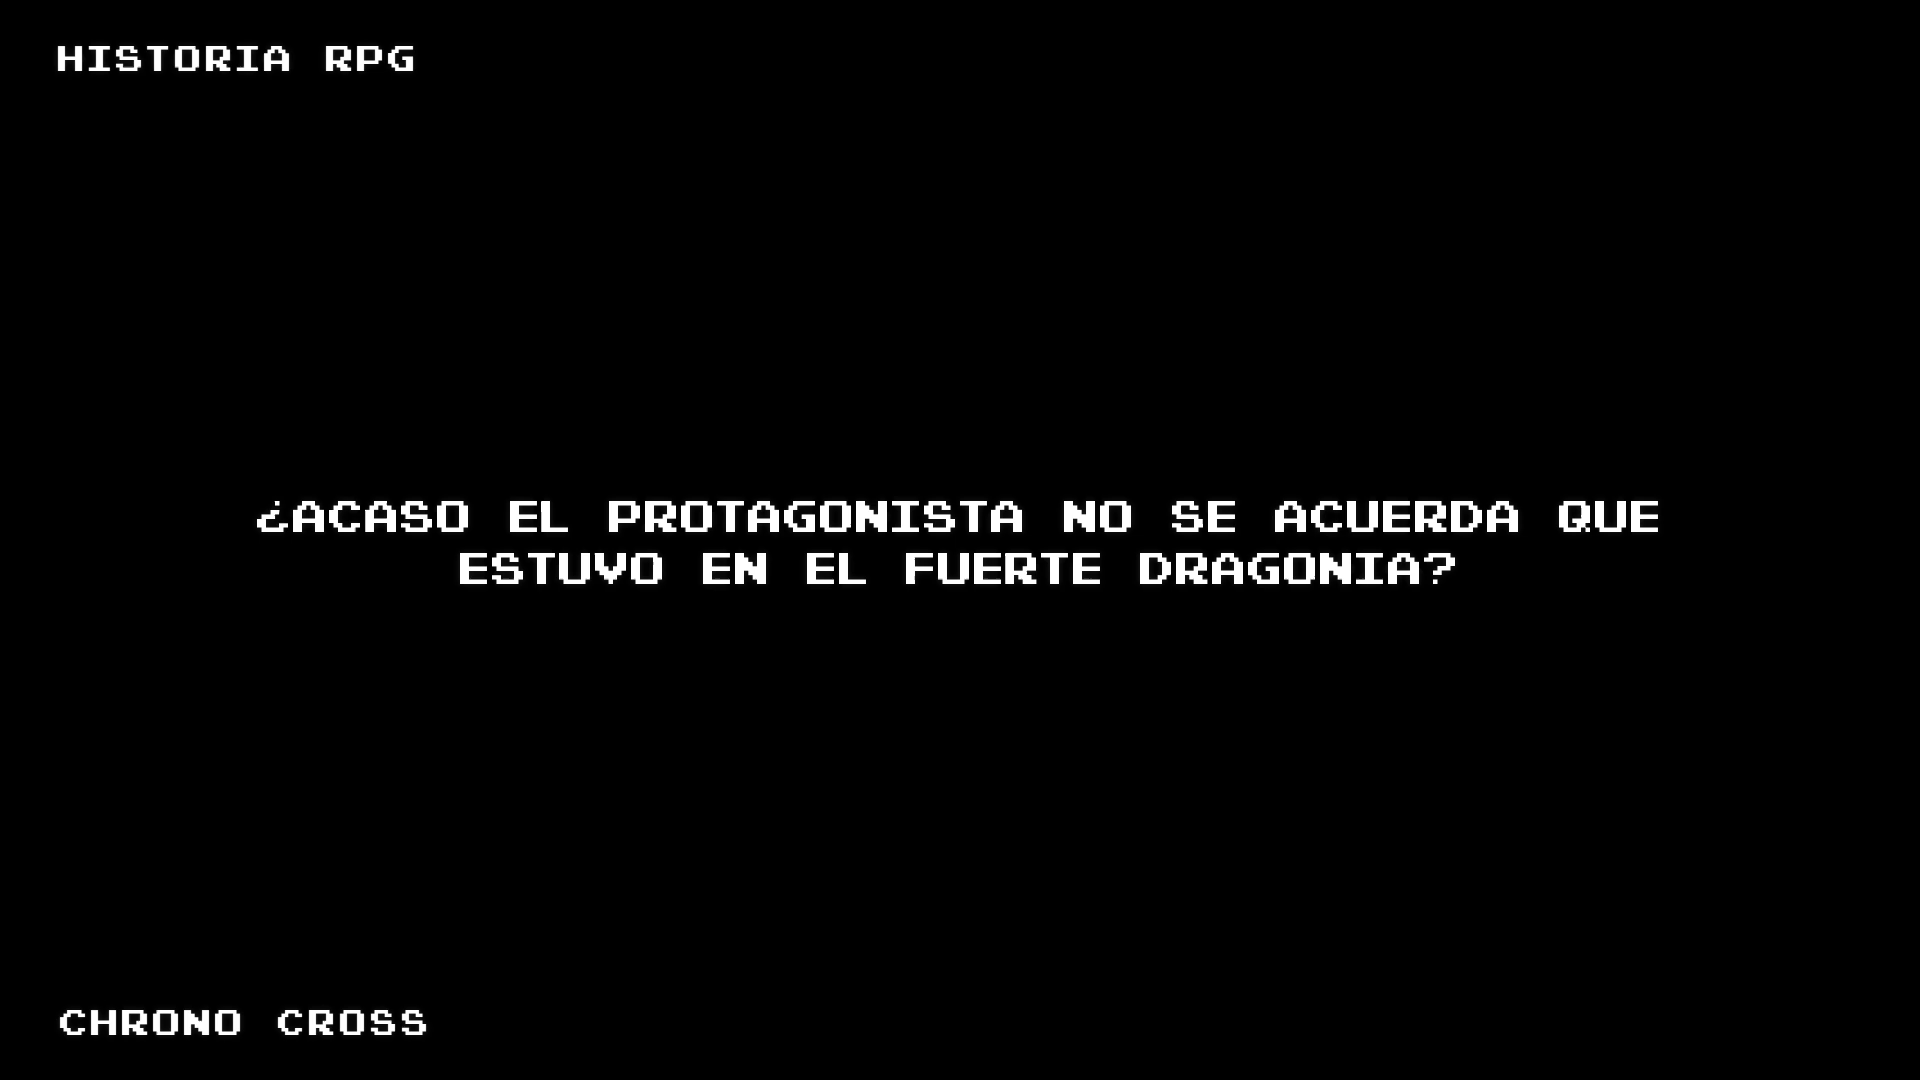 HISTORIA RPG
¿ACASO EL PROTAGONISTA NO SE ACUERDA QUE
ESTUVO EN EL FUERTE DRAGONIA?
CHRONO CROSS